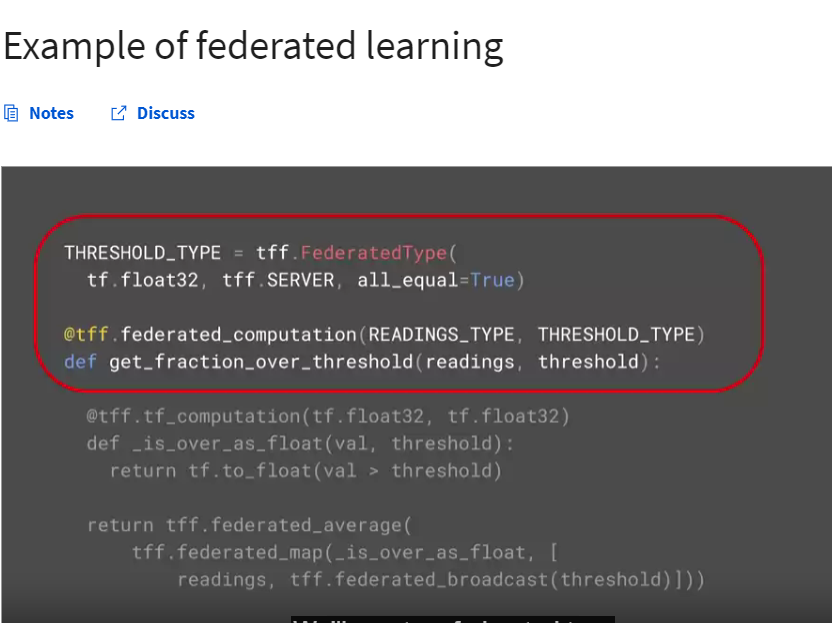 Example of federated learning
Notes Discuss
THRESHOLD_TYPE = tff.FederatedType(
  tf.float32, tff.SERVER, all_equal=True)
@tff.federated_computation(READINGS_TYPE, THRESHOLD_TYPE)
def get_fraction_over_threshold(readings, threshold):
  @tff.tf_computation(tf.float32, tf.float32)
  def _is_over_as_float(val, threshold):
    return tf.to_float(val > threshold)
  return tff.federated_average(
      tff.federated_map(_is_over_as_float, [
          readings, tff.federated_broadcast(threshold)]))